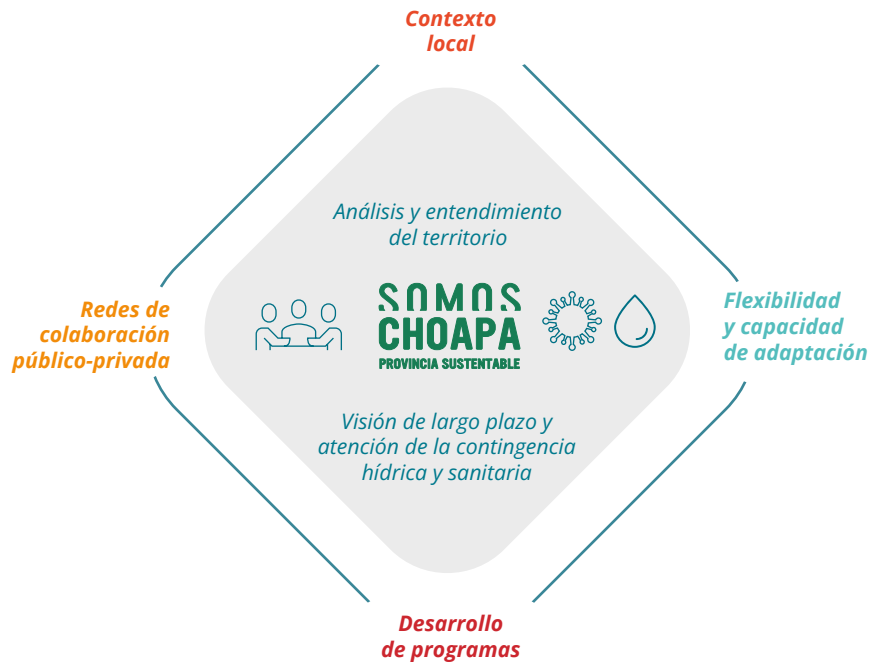 Contexto
local
Análisis y entendimiento
del territorio
Redes de
colaboración
público-privada
SOMOS
CHOAPA
PROVINCIA SUSTENTABLE
Flexibilidad
y capacidad
de adaptación
Visión de largo plazo y
atención de la contingencia
hídrica y sanitaria
Desarrollo
de programas